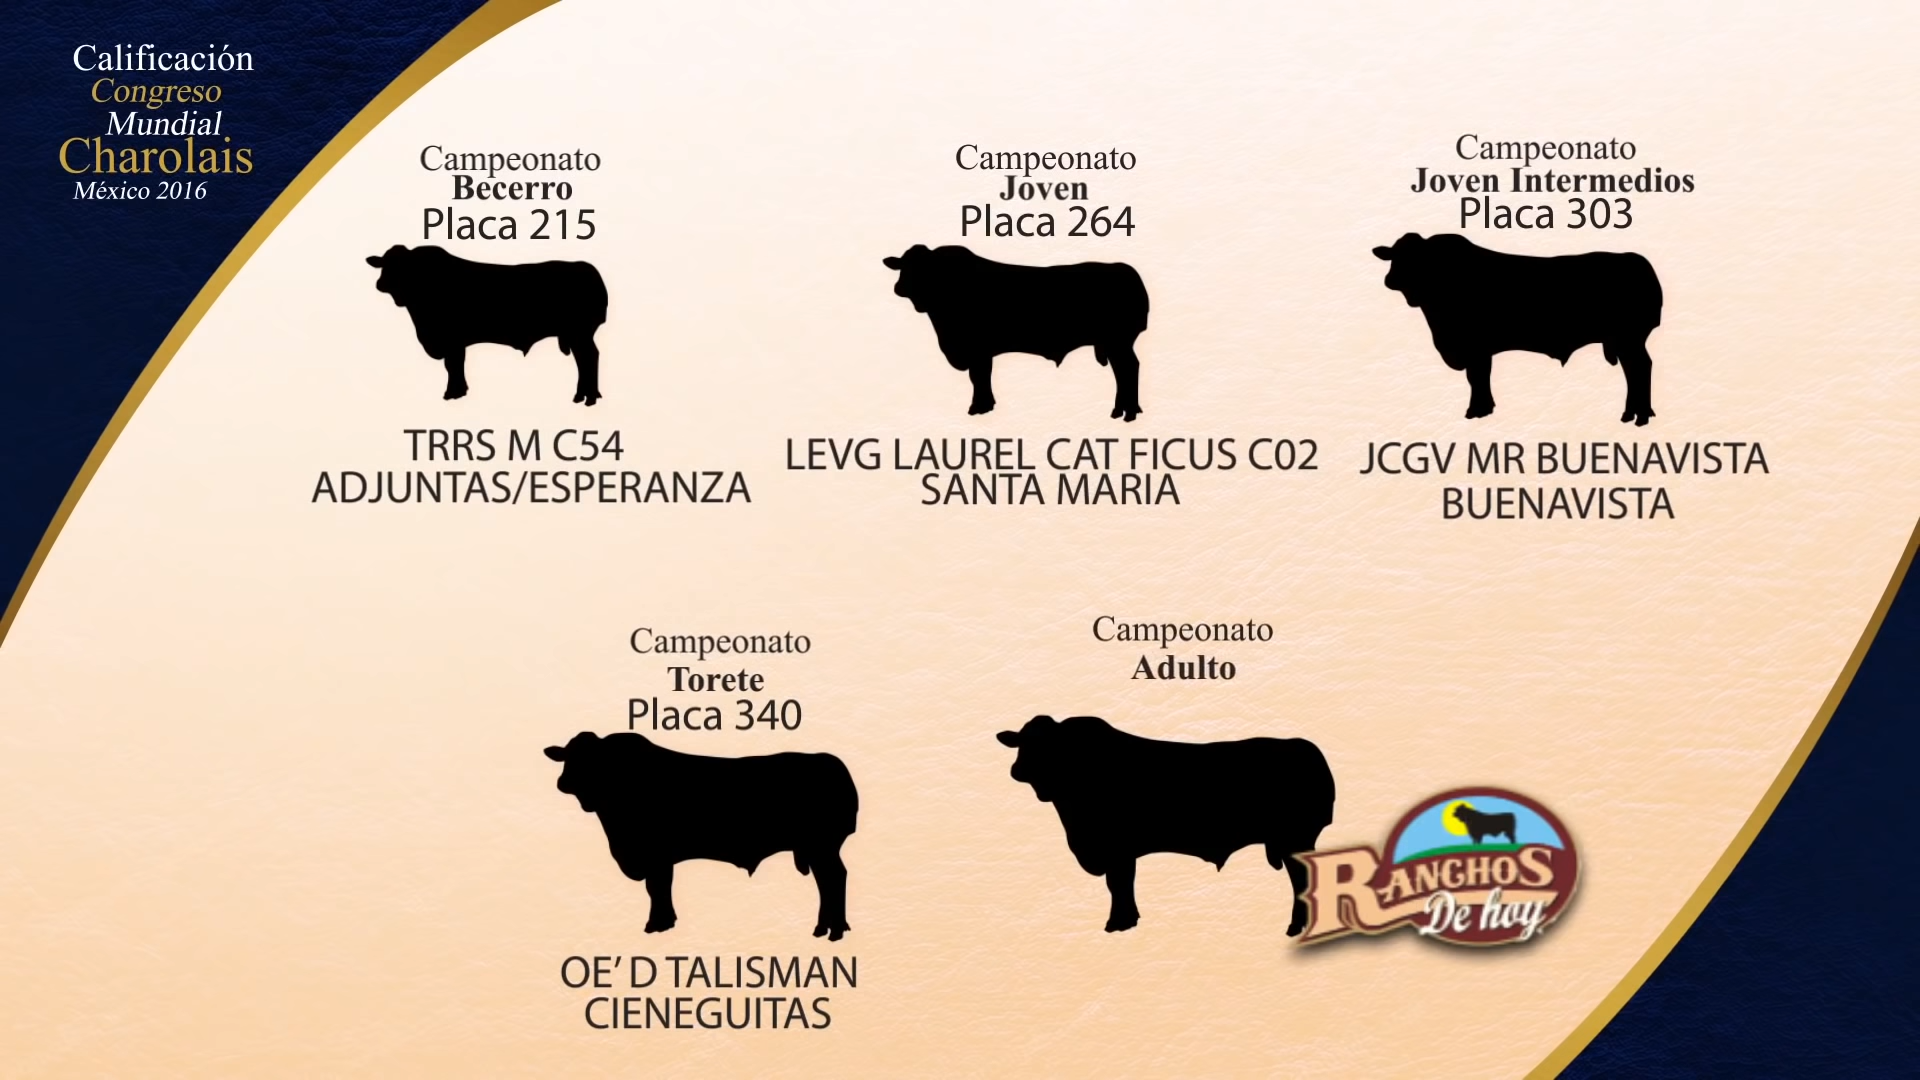 Calificación
Congreso
Mundial
Charolais
México 2016
Campeonato
Becerro
Placa 215
TRRS M C54
ADJUNTAS/ESPERANZA
Campeonato
Joven
Placa 264
LEVG LAUREL CAT FICUS C02
SANTA MARIA
Campeonato
Joven Intermedios
Placa 303
JCGV MR BUENAVISTA
BUENAVISTA
Campeonato
Torete
Placa 340
OE’ D TALISMAN
CIENEGUITAS
Campeonato
Adulto
RANCHOS
De hoy